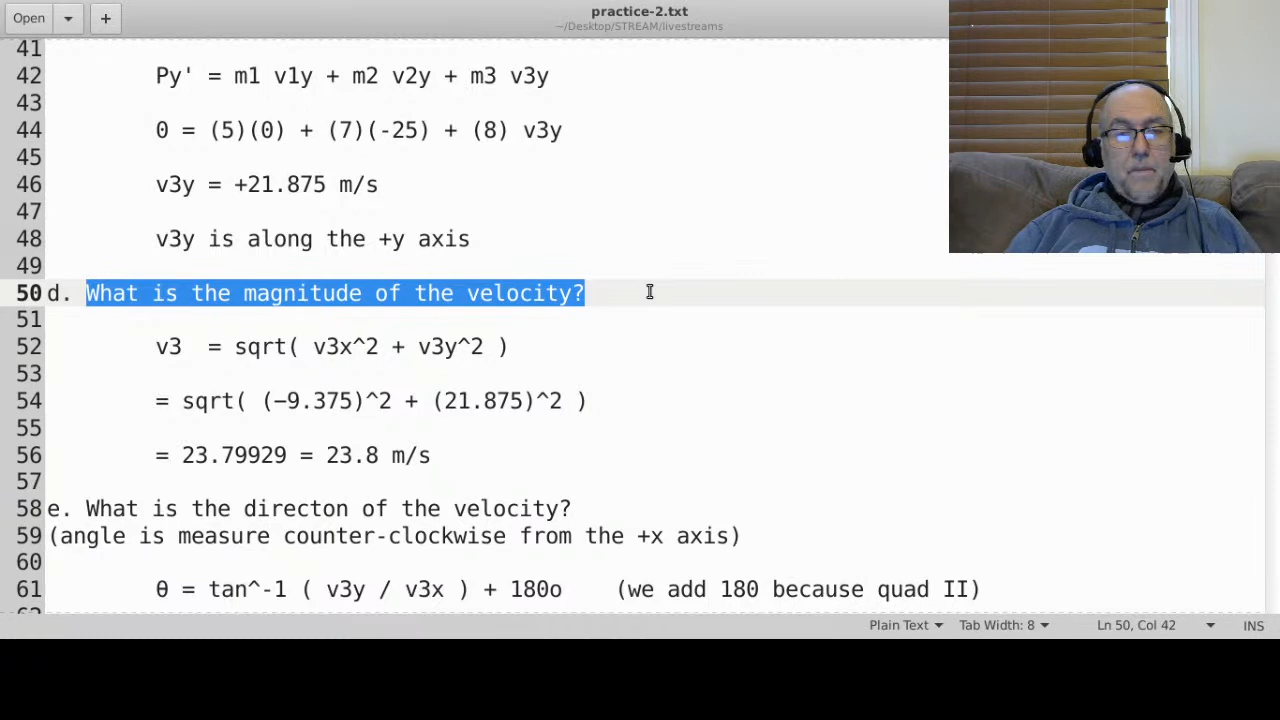 Open
practice-2.txt
~/Desktop/STREAM/livestreams
41
42 Py' = m1 v1y + m2 v2y + m3 v3y
43
44 0 = (5)(0) + (7)(-25) + (8) v3y
45
46 v3y = +21.875 m/s
47
48 v3y is along the +y axis
49
50 d. What is the magnitude of the velocity?
51
52 v3  = sqrt( v3x^2 + v3y^2 )
53
54 = sqrt( (−9.375)^2 + (21.875)^2 )
55
56 = 23.79929 = 23.8 m/s
57
58 e. What is the directon of the velocity?
59 (angle is measure counter-clockwise from the +x axis)
60
61 θ = tan^-1 ( v3y / v3x ) + 180o    (we add 180 because quad II)
Plain Text Tab Width: 8 Ln 50, Col 42 INS